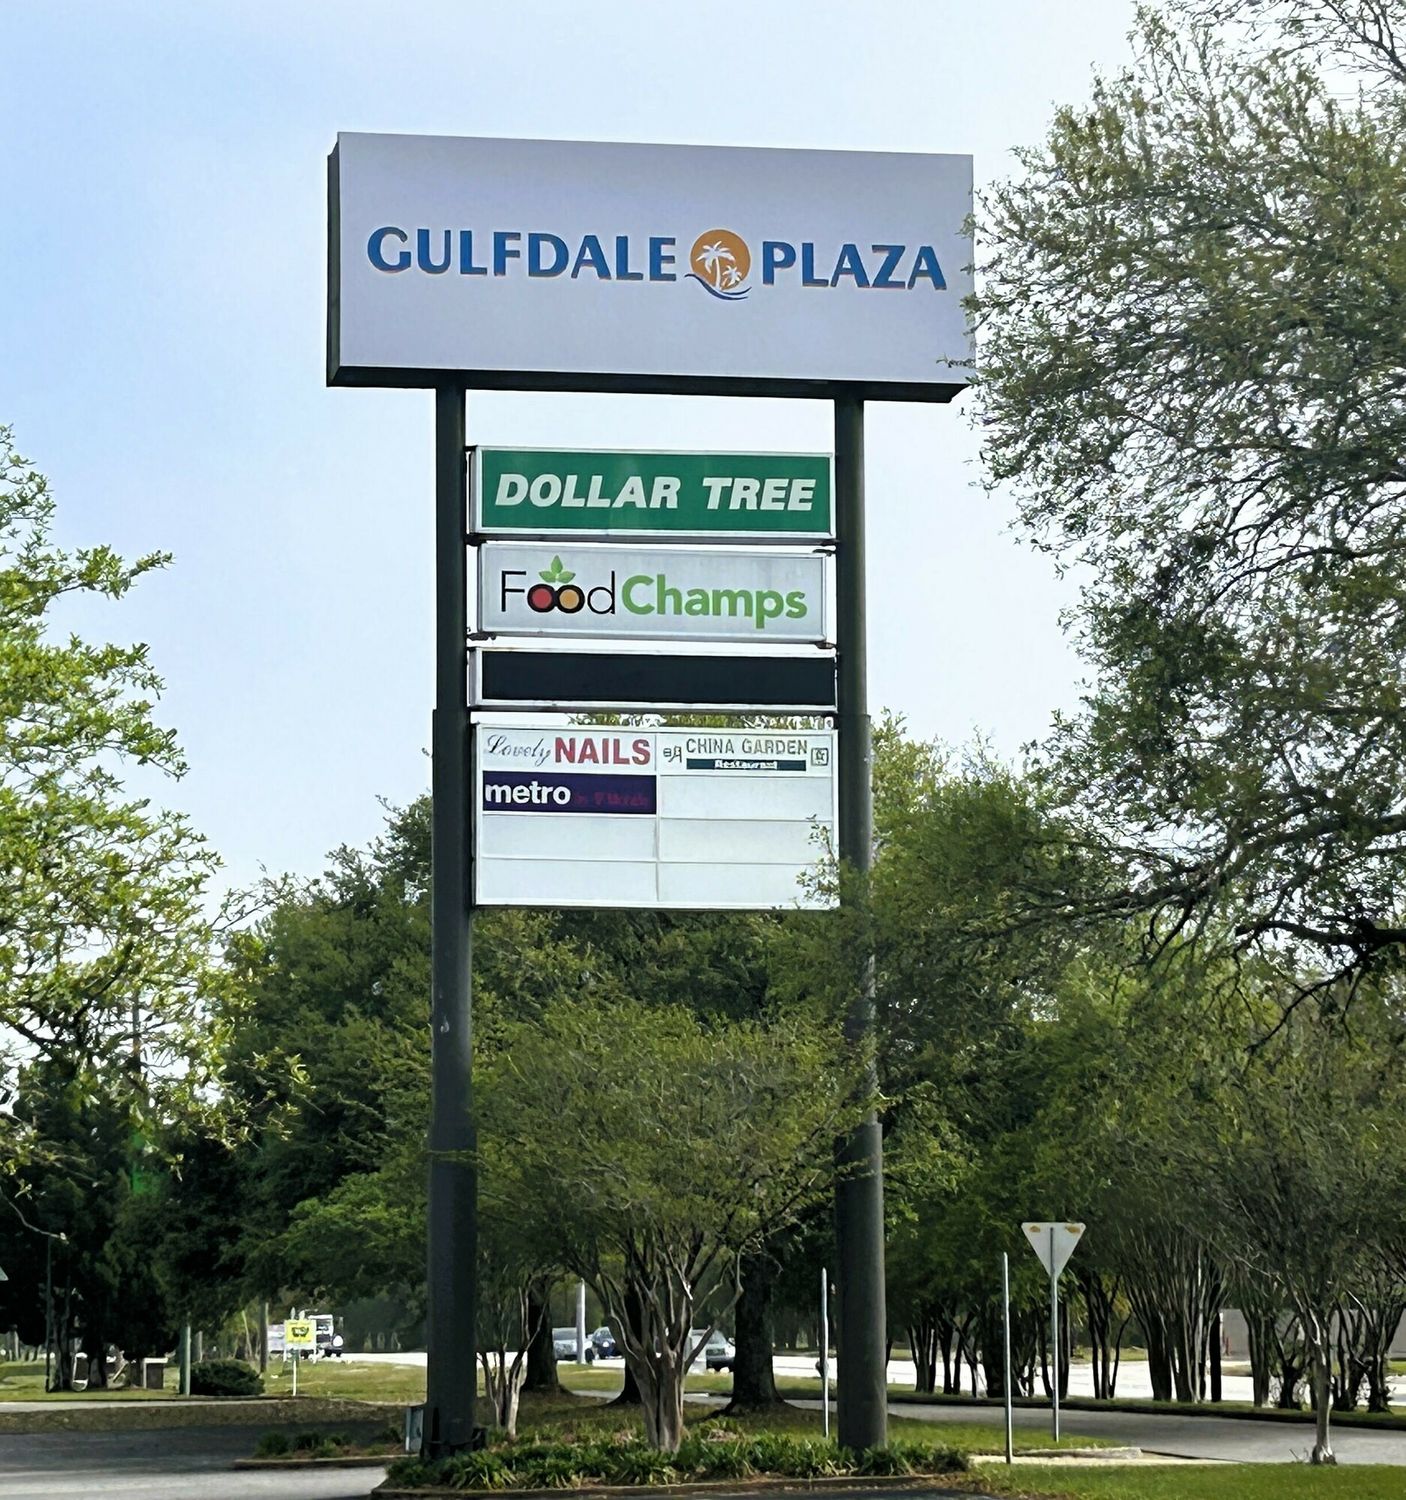 GULFDALE PLAZA
DOLLAR TREE
FoodChamps
Lovely NAILS
CHINA GARDEN
Restaurant
metro